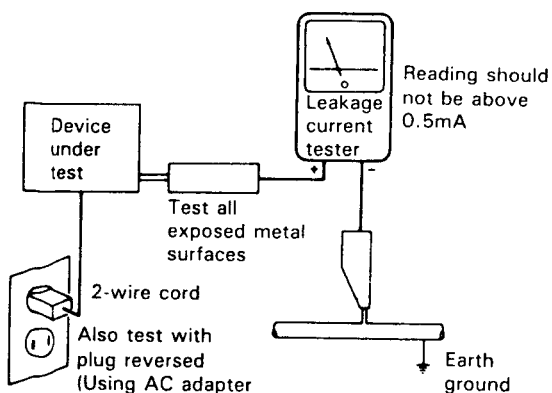 Leakage
current
tester
+
-
Reading should
not be above
0.5mA
Device
under
test
Test all
exposed metal
surfaces
2-wire cord
Also test with
plug reversed
(Using AC adapter
Earth
ground